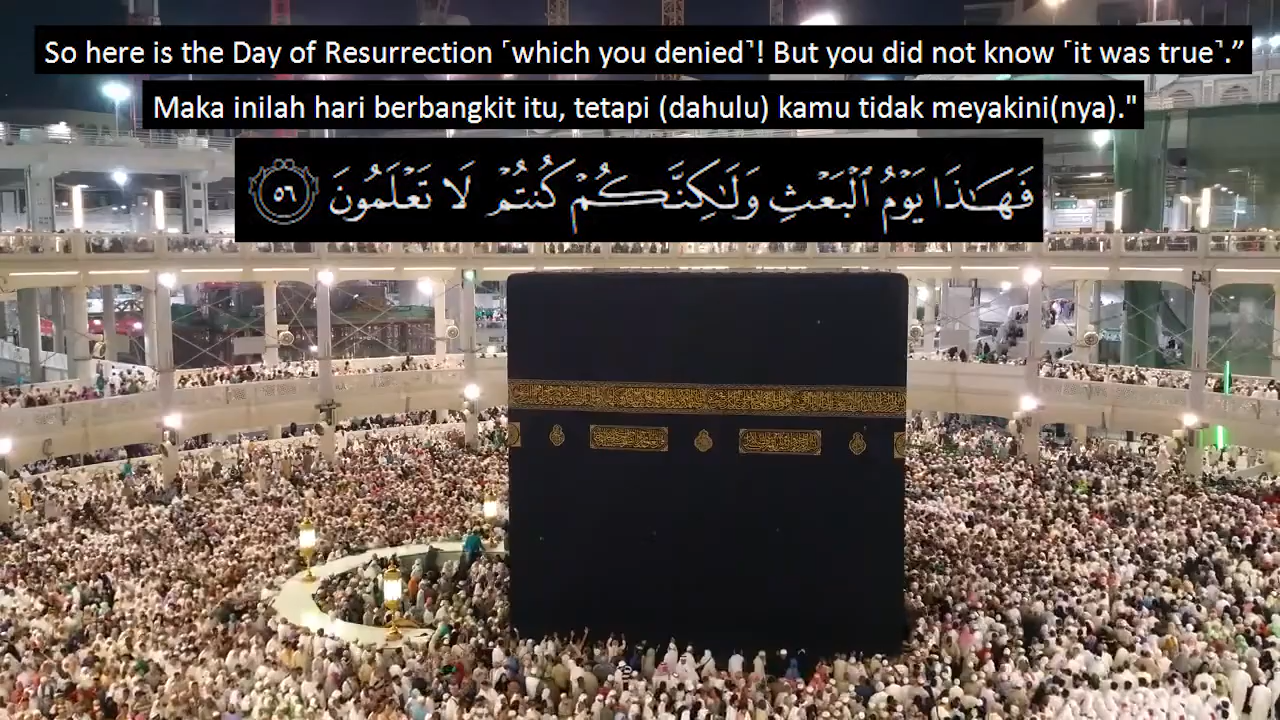 So here is the Day of Resurrection ˹which you denied˺! But you did not know ˹it was true˺.”
Maka inilah hari berbangkit itu, tetapi (dahulu) kamu tidak meyakini(nya)."
فَهَـٰذَا يَوْمُ ٱلْبَعْثِ وَلَـٰكِنَّكُمْ كُنتُمْ لَا تَعْلَمُونَ ٥٦